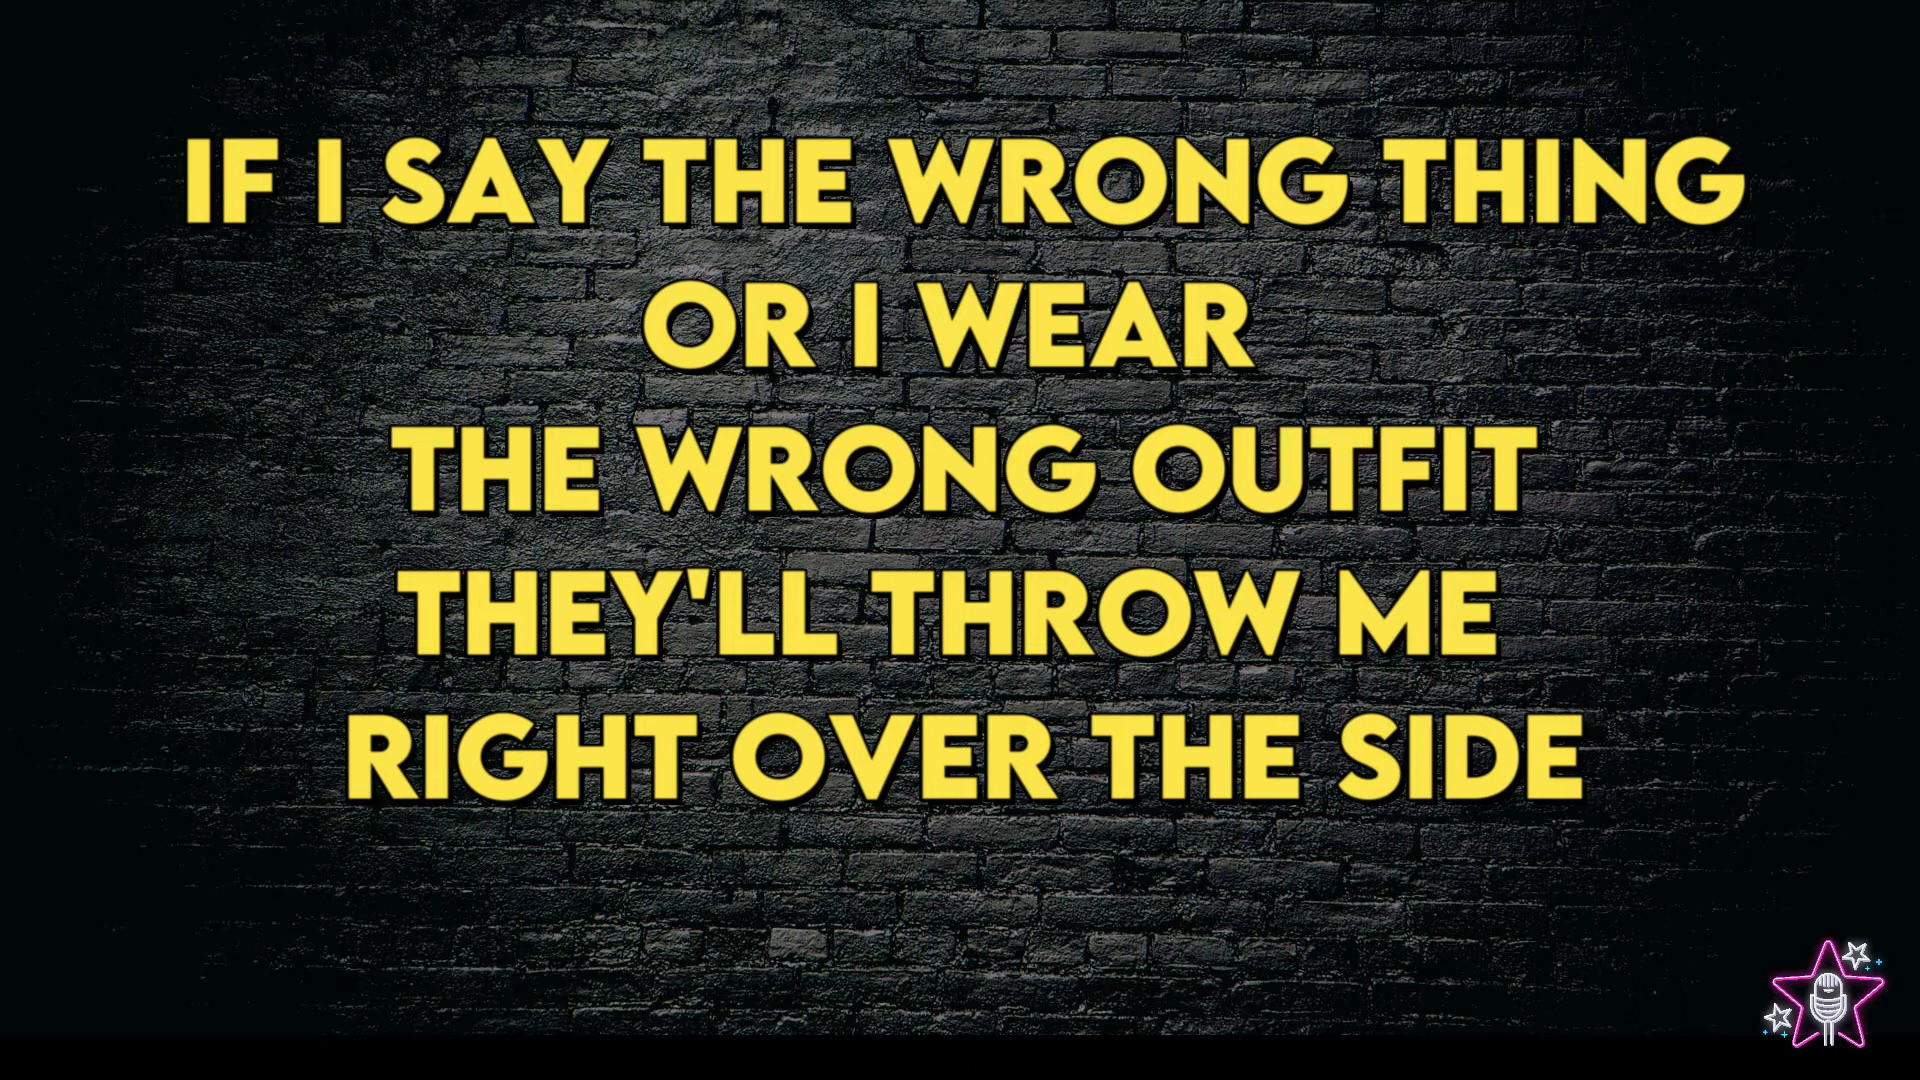 IF I SAY THE WRONG THING
OR I WEAR
THE WRONG OUTFIT
THEY'LL THROW ME
RIGHT OVER THE SIDE